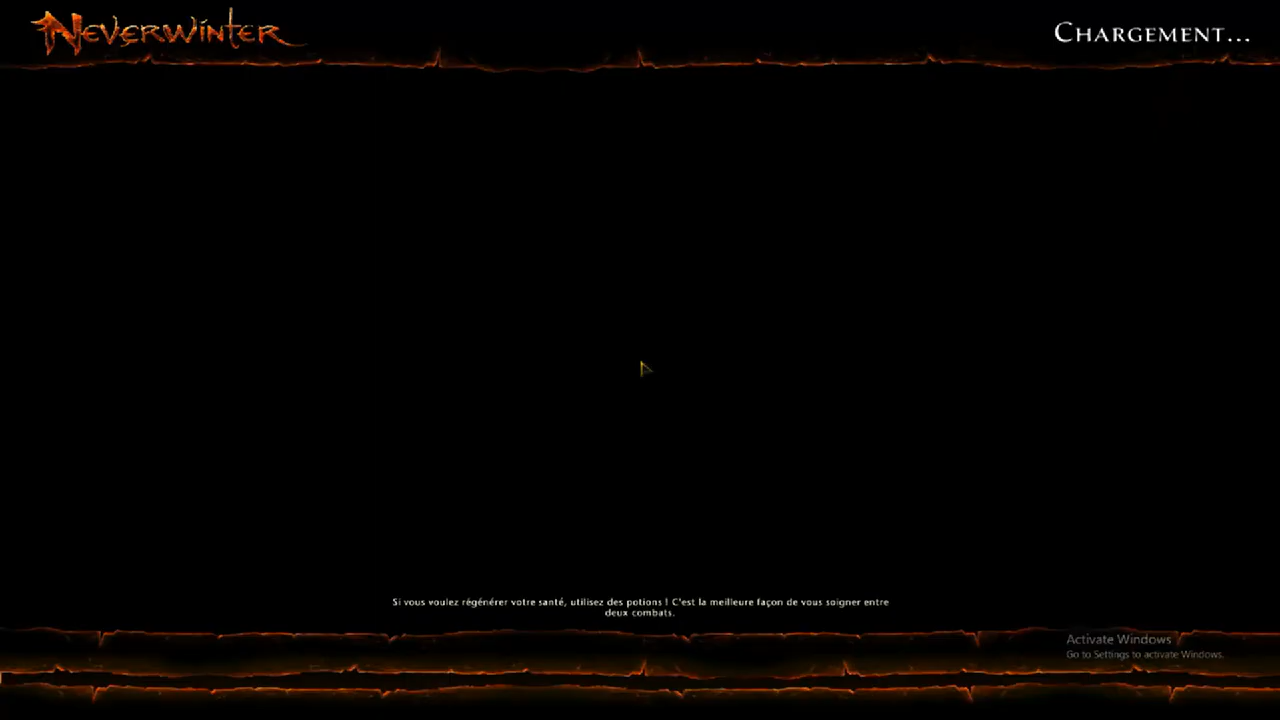 Neverwinter
Chargement...
Si vous voulez régénérer votre santé, utilisez des potions ! C'est la meilleure façon de vous soigner entre
deux combats.
Activate Windows
Go to Settings to activate Windows.